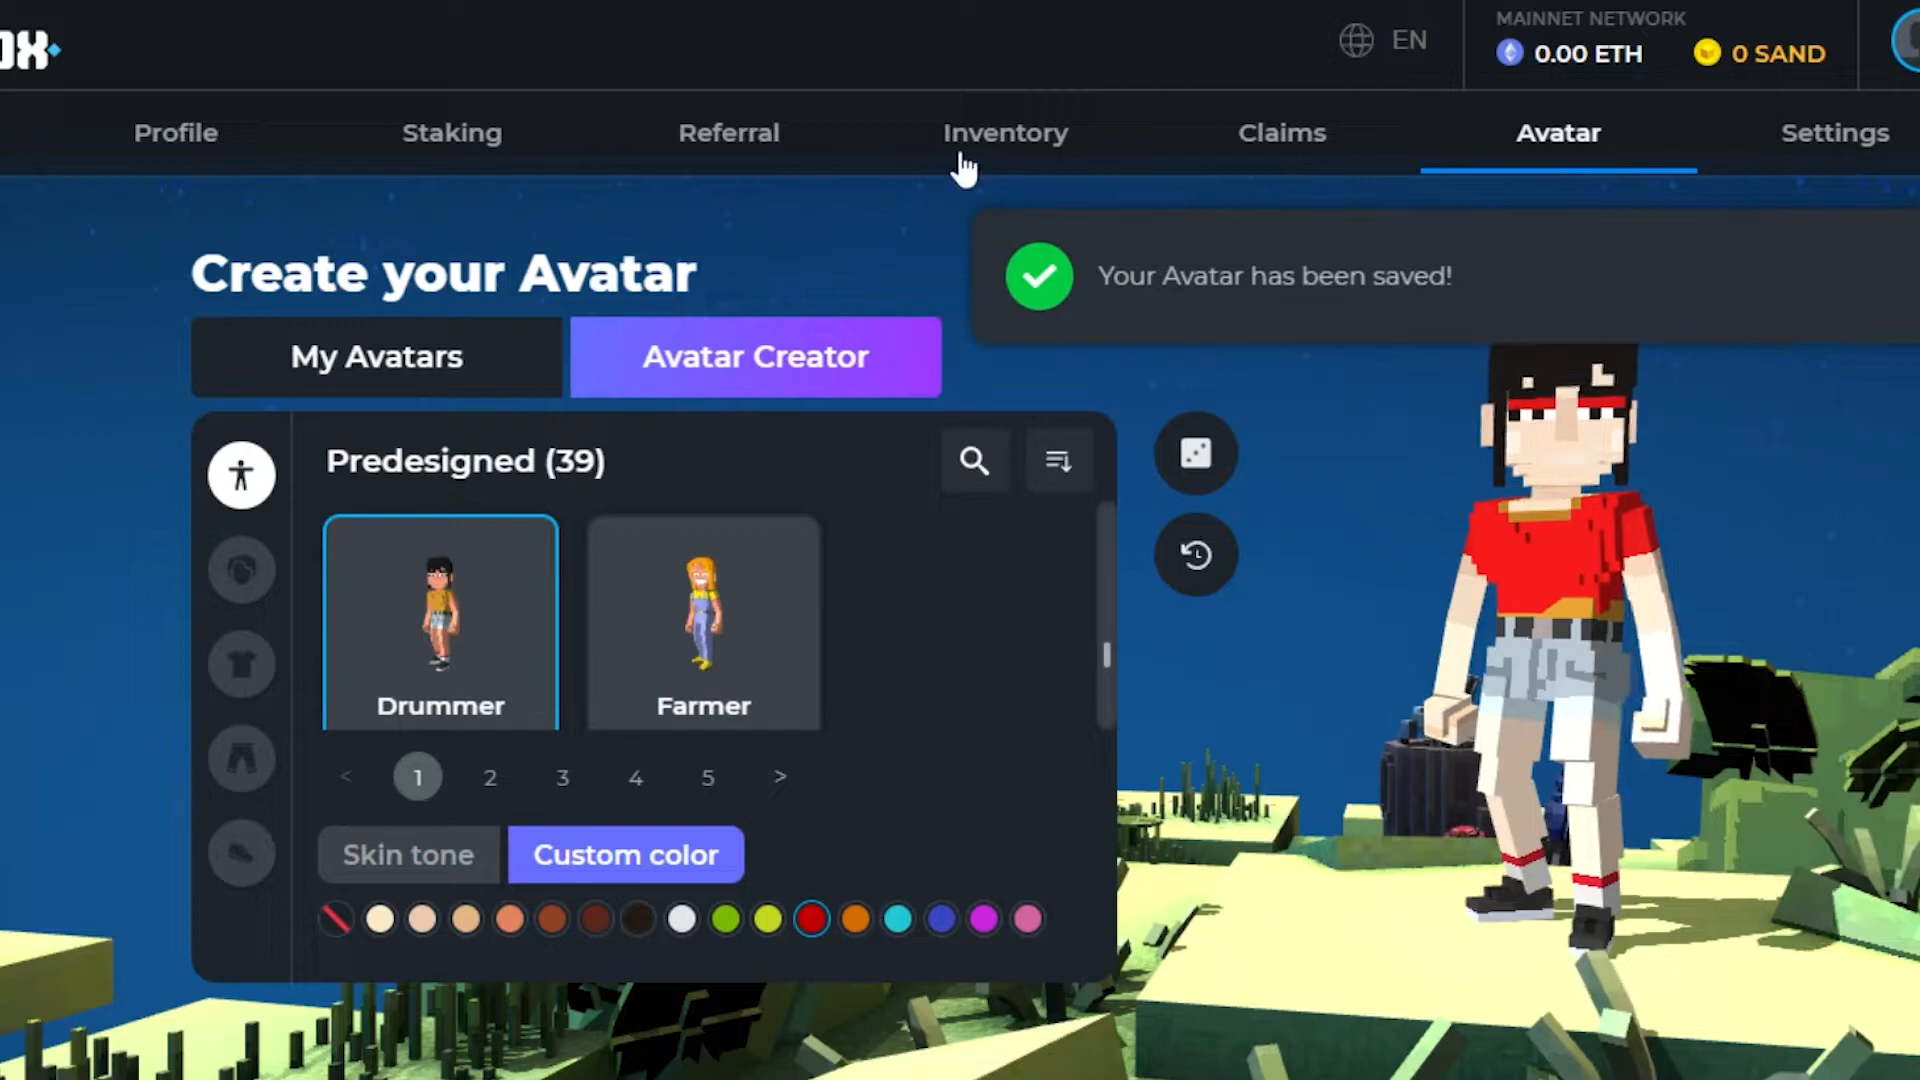 OX
EN
MAINNET NETWORK
0.00 ETH
0 SAND
Profile
Staking
Referral
Inventory
Claims
Avatar
Settings
Create your Avatar
Your Avatar has been saved!
My Avatars
Avatar Creator
Predesigned (39)
Drummer
Farmer
< 1 2 3 4 5 >
Skin tone
Custom color